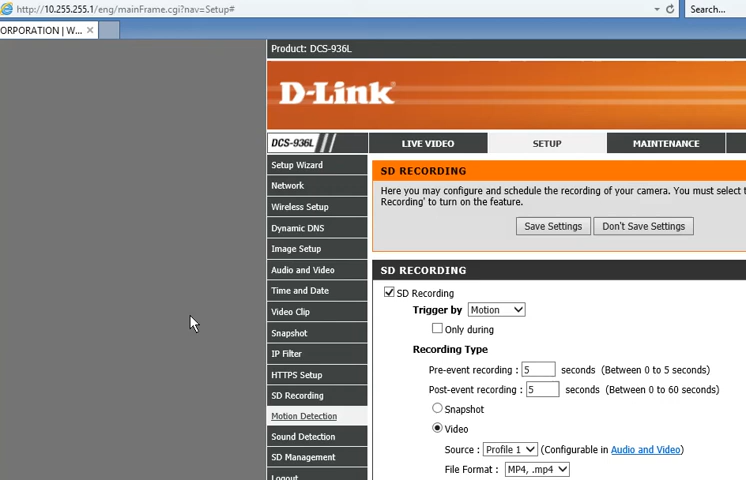 http://10.255.255.1/eng/mainFrame.cgi?nav=Setup#
Search...
ORPORATION | W...
Product: DCS-936L
D-Link
DCS-936L
LIVE VIDEO
SETUP
MAINTENANCE
Setup Wizard
Network
Wireless Setup
Dynamic DNS
Image Setup
Audio and Video
Time and Date
Video Clip
Snapshot
IP Filter
HTTPS Setup
SD Recording
Motion Detection
Sound Detection
SD Management
Logout
SD RECORDING
Here you may configure and schedule the recording of your camera. You must select t
Recording' to turn on the feature.
Save Settings Don't Save Settings
SD RECORDING
SD Recording
Trigger by Motion
Only during
Recording Type
Pre-event recording : 5 seconds (Between 0 to 5 seconds)
Post-event recording : 5 seconds (Between 0 to 60 seconds)
Snapshot
Video
Source : Profile 1 (Configurable in Audio and Video)
File Format : MP4, .mp4